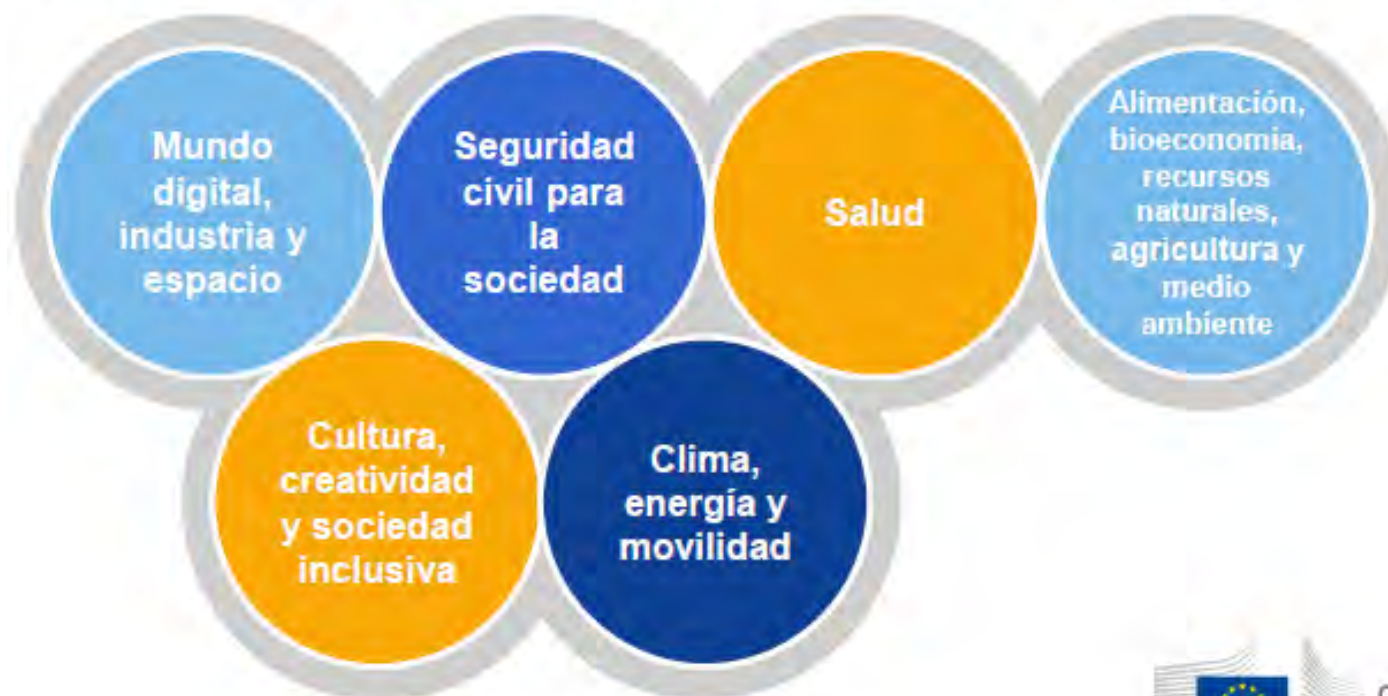 Mundo
digital,
industria y
espacio
Seguridad
civil para
la
sociedad
Salud
Alimentación,
bioeconomía,
recursos
naturales,
agricultura y
medio
ambiente
Cultura,
creatividad
y sociedad
inclusiva
Clima,
energía y
movilidad